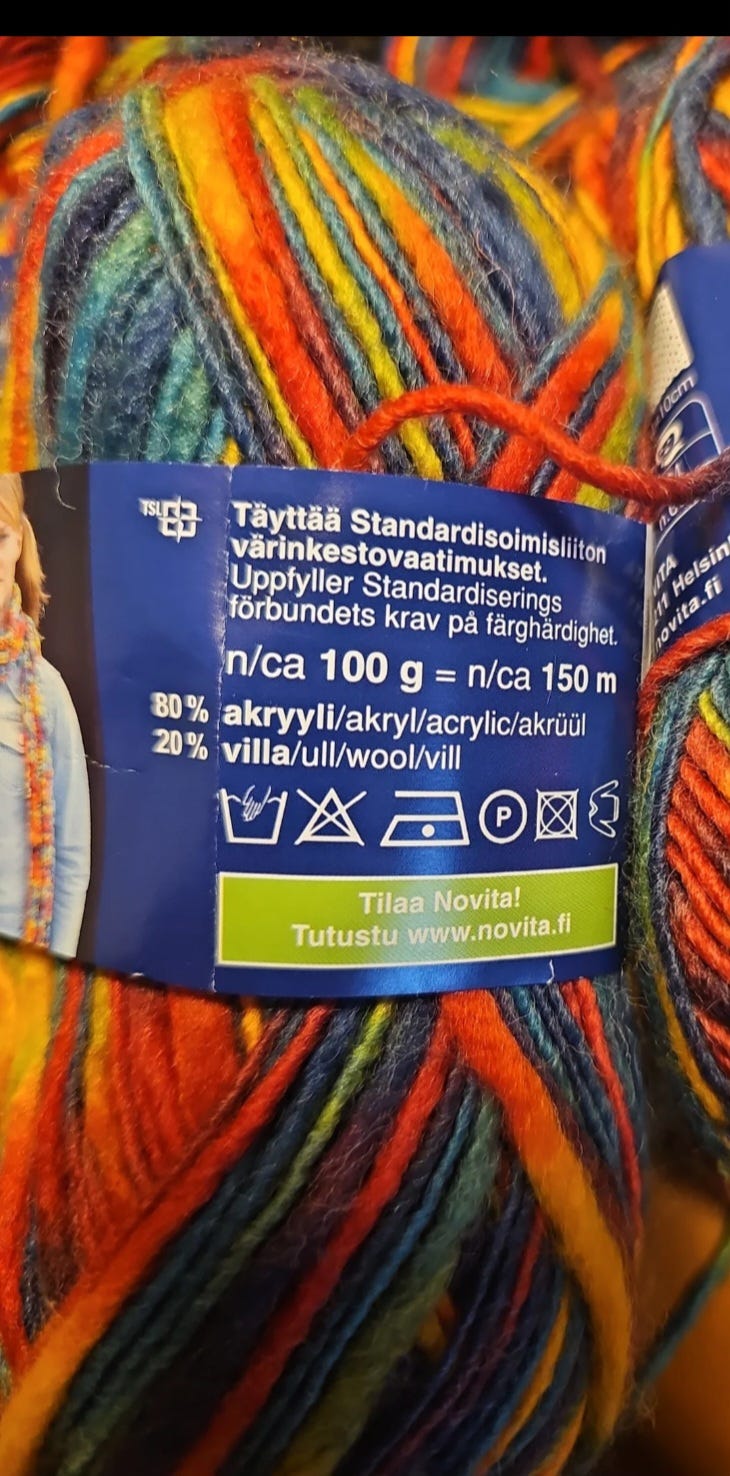 TSL
Täyttää Standardisoimisliiton
värinkestovaatimukset.
Uppfyller Standardiserings
förbundets krav på färghärdighet.
n/ca 100 g = n/ca 150 m
80 % akryyli/akryl/acrylic/akrüül
20 % villa/ull/wool/vill
P
Tilaa Novita!
Tutustu www.novita.fi
10cm
novita.fi